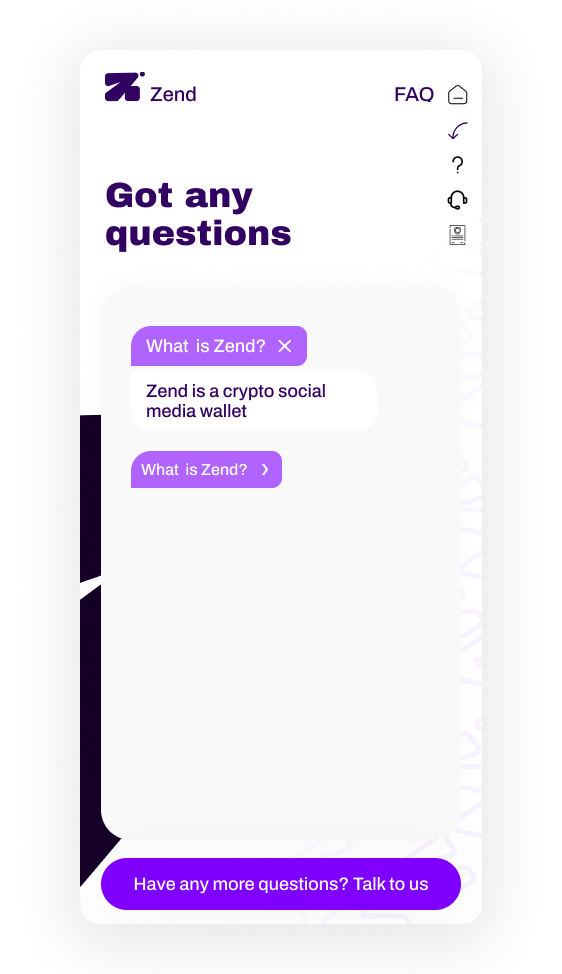 Zend
FAQ
Got any
questions
What is Zend?
Zend is a crypto social
media wallet
What is Zend?
Have any more questions? Talk to us